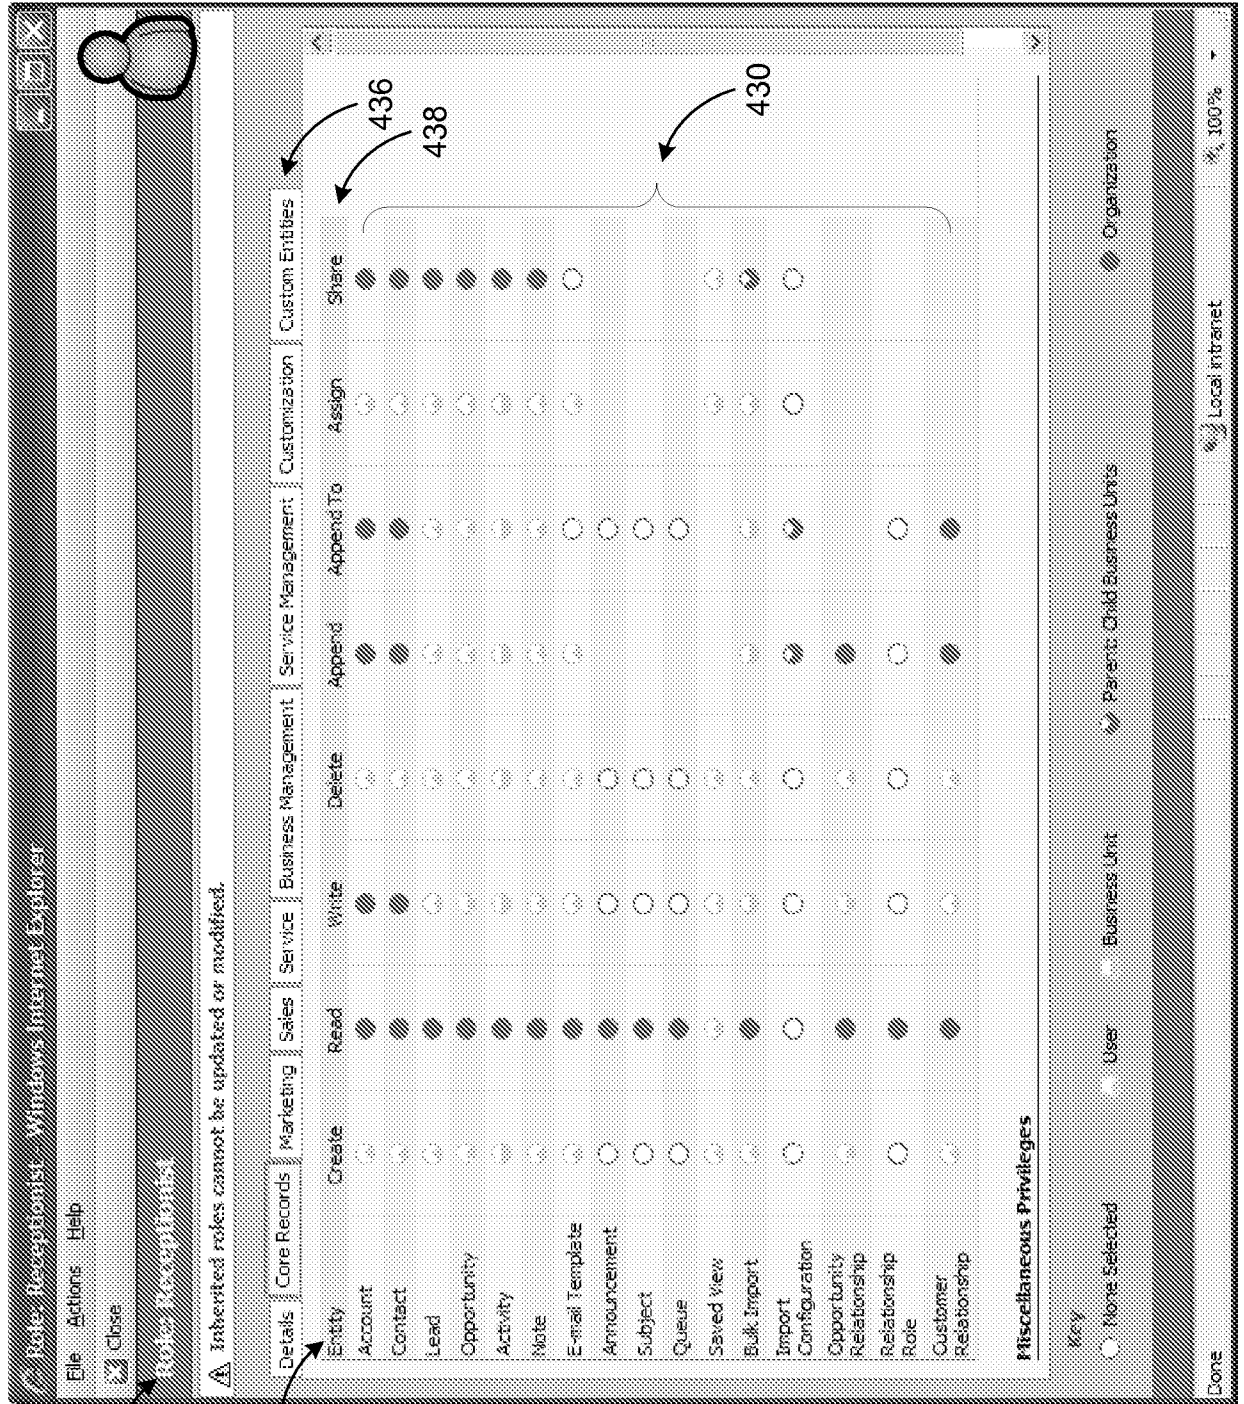 Role: Receptionist - Windows Internet Explorer
File Actions Help
Close
Role: Receptionist
Inherited roles cannot be updated or modified.
Details Core Records Marketing Sales Service Business Management Service Management Customization Custom Entities
436
Entity Create Read Write Delete Append Append To Assign Share
438
Account
Contact
Lead
Opportunity
Activity
Note
E-mail Template
Announcement
Subject
Queue
430
Saved View
Bulk Import
Import
Configuration
Opportunity
Relationship
Relationship
Role
Customer
Relationship
Miscellaneous Privileges
Key
None Selected User Business Unit Parent: Child Business Units Organization
Done Local intranet 100%